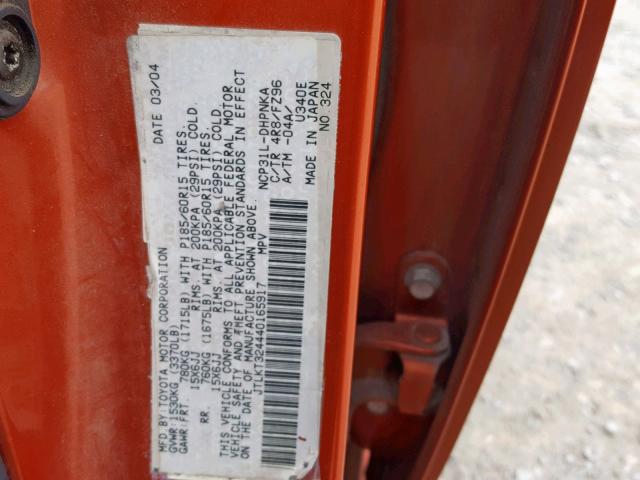 MFD.BY:TOYOTA MOTOR CORPORATION DATE 03/04
GVWR:1530KG (3370LB)
GAWR:FRT. 780KG (1715LB) WITH P185/60R15 TIRES.
15X6JJ RIMS. AT 200KPA (29PSI) COLD.
RR. 760KG (1675LB) WITH P185/60R15 TIRES.
15X6JJ RIMS. AT 200KPA (29PSI) COLD.
THIS VEHICLE CONFORMS TO ALL APPLICABLE FEDERAL MOTOR
VEHICLE SAFETY AND THEFT PREVENTION STANDARDS IN EFFECT
ON THE DATE OF MANUFACTURE SHOWN ABOVE.
JTLKT324440165917 MPV
NCP31L-DHPNKA
C/TR 4R8/FZ96
A/TM -04A/
U340E
MADE IN JAPAN
NO.324